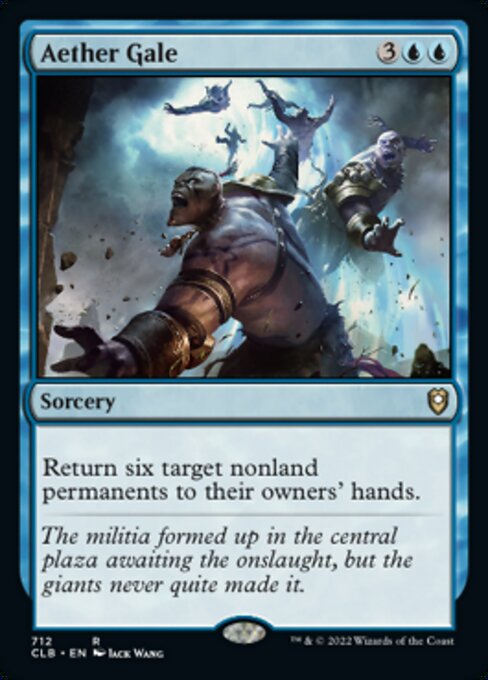 Aether Gale 3
Sorcery
Return six target nonland
permanents to their owners’ hands.
The militia formed up in the central
plaza awaiting the onslaught, but the
giants never quite made it.
712 R
CLB • EN Jack Wang
™ & © 2022 Wizards of the Coast